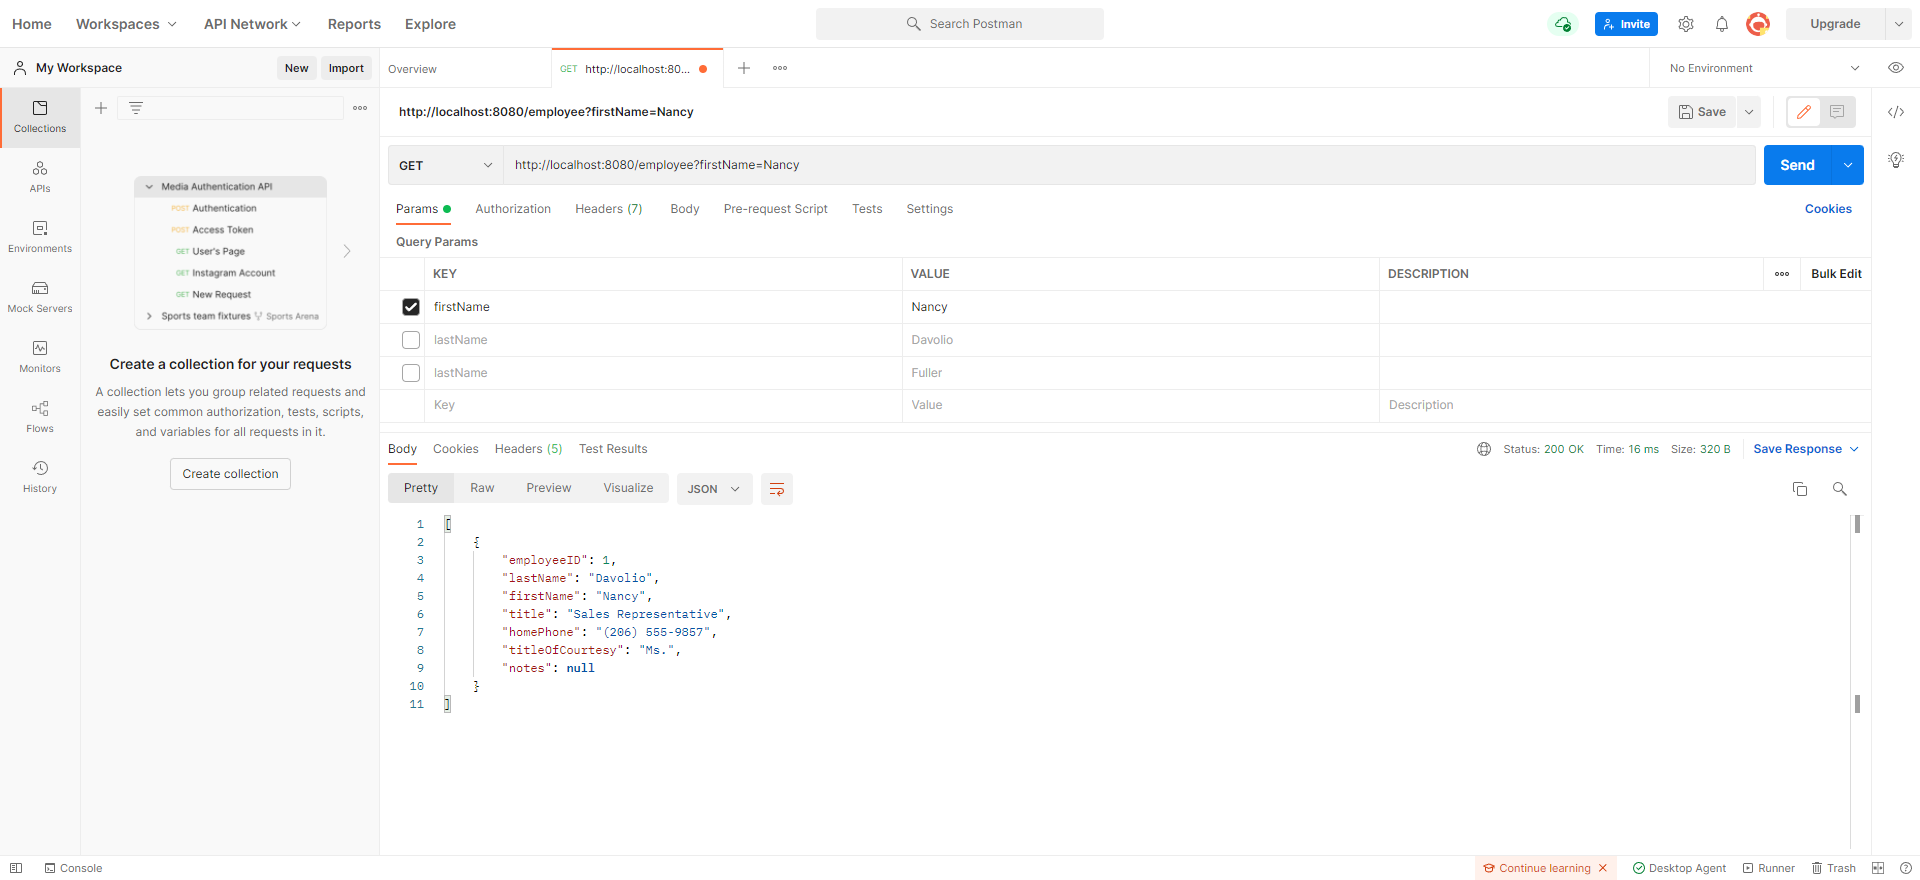 Home Workspaces API Network Reports Explore Search Postman Invite Upgrade
My Workspace New Import Overview GET http://localhost:80... No Environment
Collections
APIs
Environments
Mock Servers
Monitors
Flows
History
Media Authentication API
POST Authentication
POST Access Token
GET User's Page
GET Instagram Account
GET New Request
Sports team fixtures Sports Arena
Create a collection for your requests
A collection lets you group related requests and
easily set common authorization, tests, scripts,
and variables for all requests in it.
Create collection
http://localhost:8080/employee?firstName=Nancy Save
GET http://localhost:8080/employee?firstName=Nancy Send
Params Authorization Headers (7) Body Pre-request Script Tests Settings Cookies
Query Params
KEY VALUE DESCRIPTION Bulk Edit
firstName Nancy
lastName Davolio
lastName Fuller
Key Value Description
Body Cookies Headers (5) Test Results Status: 200 OK Time: 16 ms Size: 320 B Save Response
Pretty Raw Preview Visualize JSON
1 [
2 {
3 "employeeID": 1,
4 "lastName": "Davolio",
5 "firstName": "Nancy",
6 "title": "Sales Representative",
7 "homePhone": "(206) 555-9857",
8 "titleOfCourtesy": "Ms.",
9 "notes": null
10 }
11 ]
Console Continue learning Desktop Agent Runner Trash